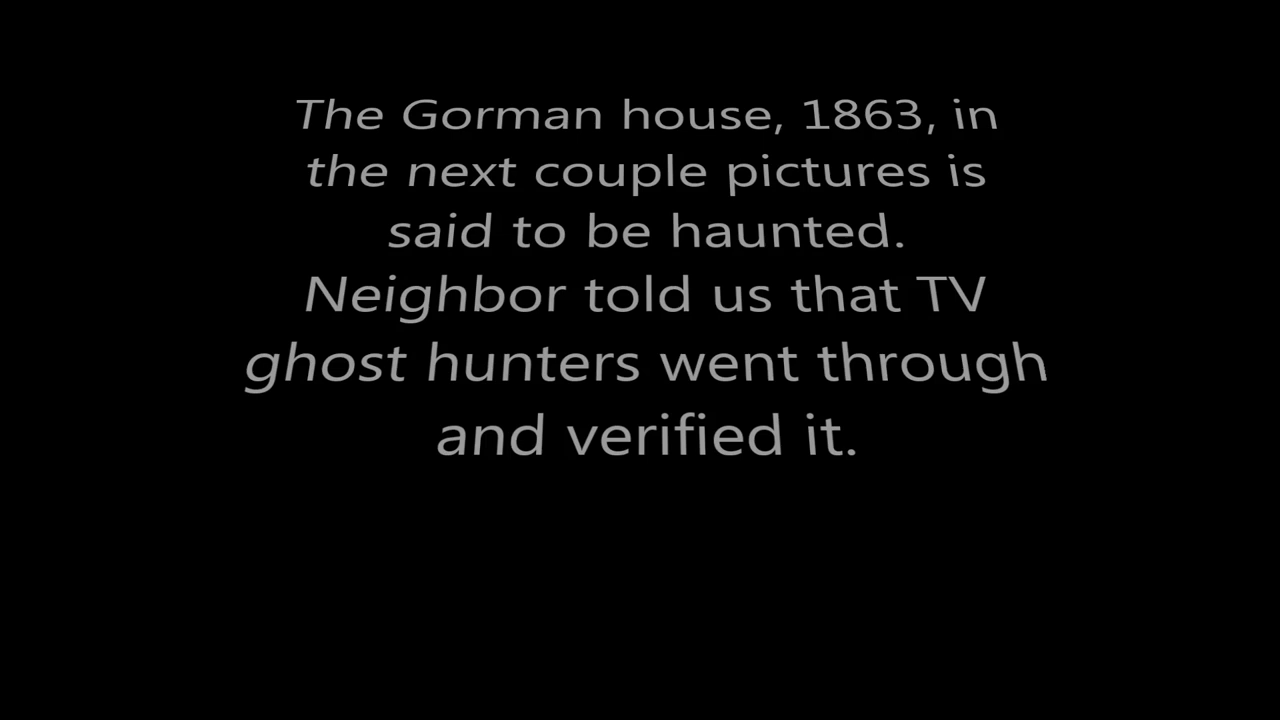 The Gorman house, 1863, in
the next couple pictures is
said to be haunted.
Neighbor told us that TV
ghost hunters went through
and verified it.